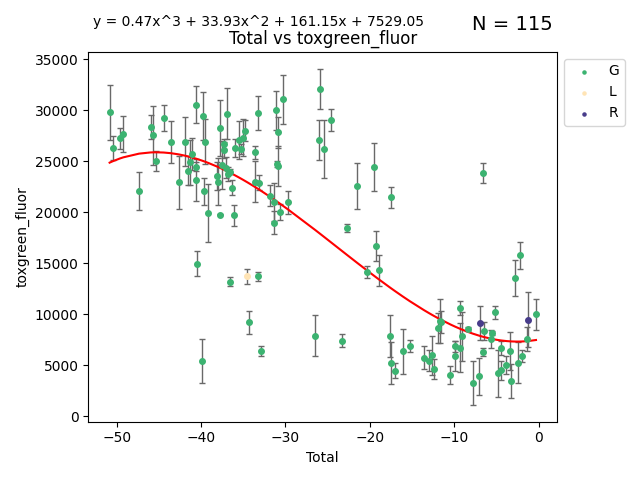 y = 0.47x^3 + 33.93x^2 + 161.15x + 7529.05
N = 115
Total vs toxgreen_fluor
35000
30000
25000
20000
15000
10000
5000
0
toxgreen_fluor
−50
−40
−30
−20
−10
0
Total
G
L
R